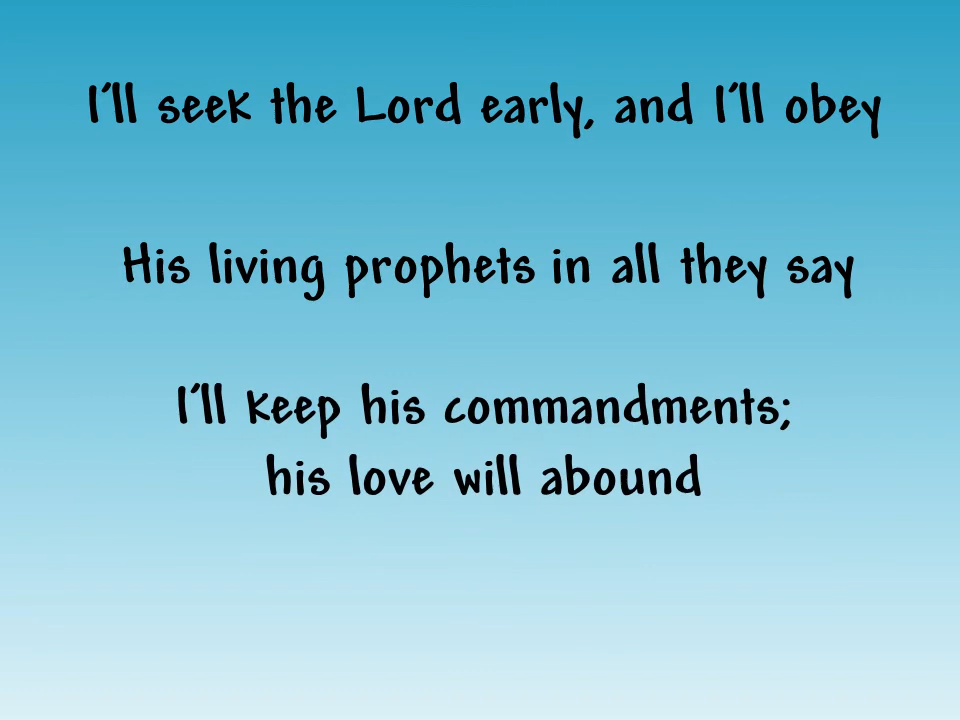 I'll seek the Lord early, and I'll obey
His living prophets in all they say
I'll keep his commandments;
his love will abound